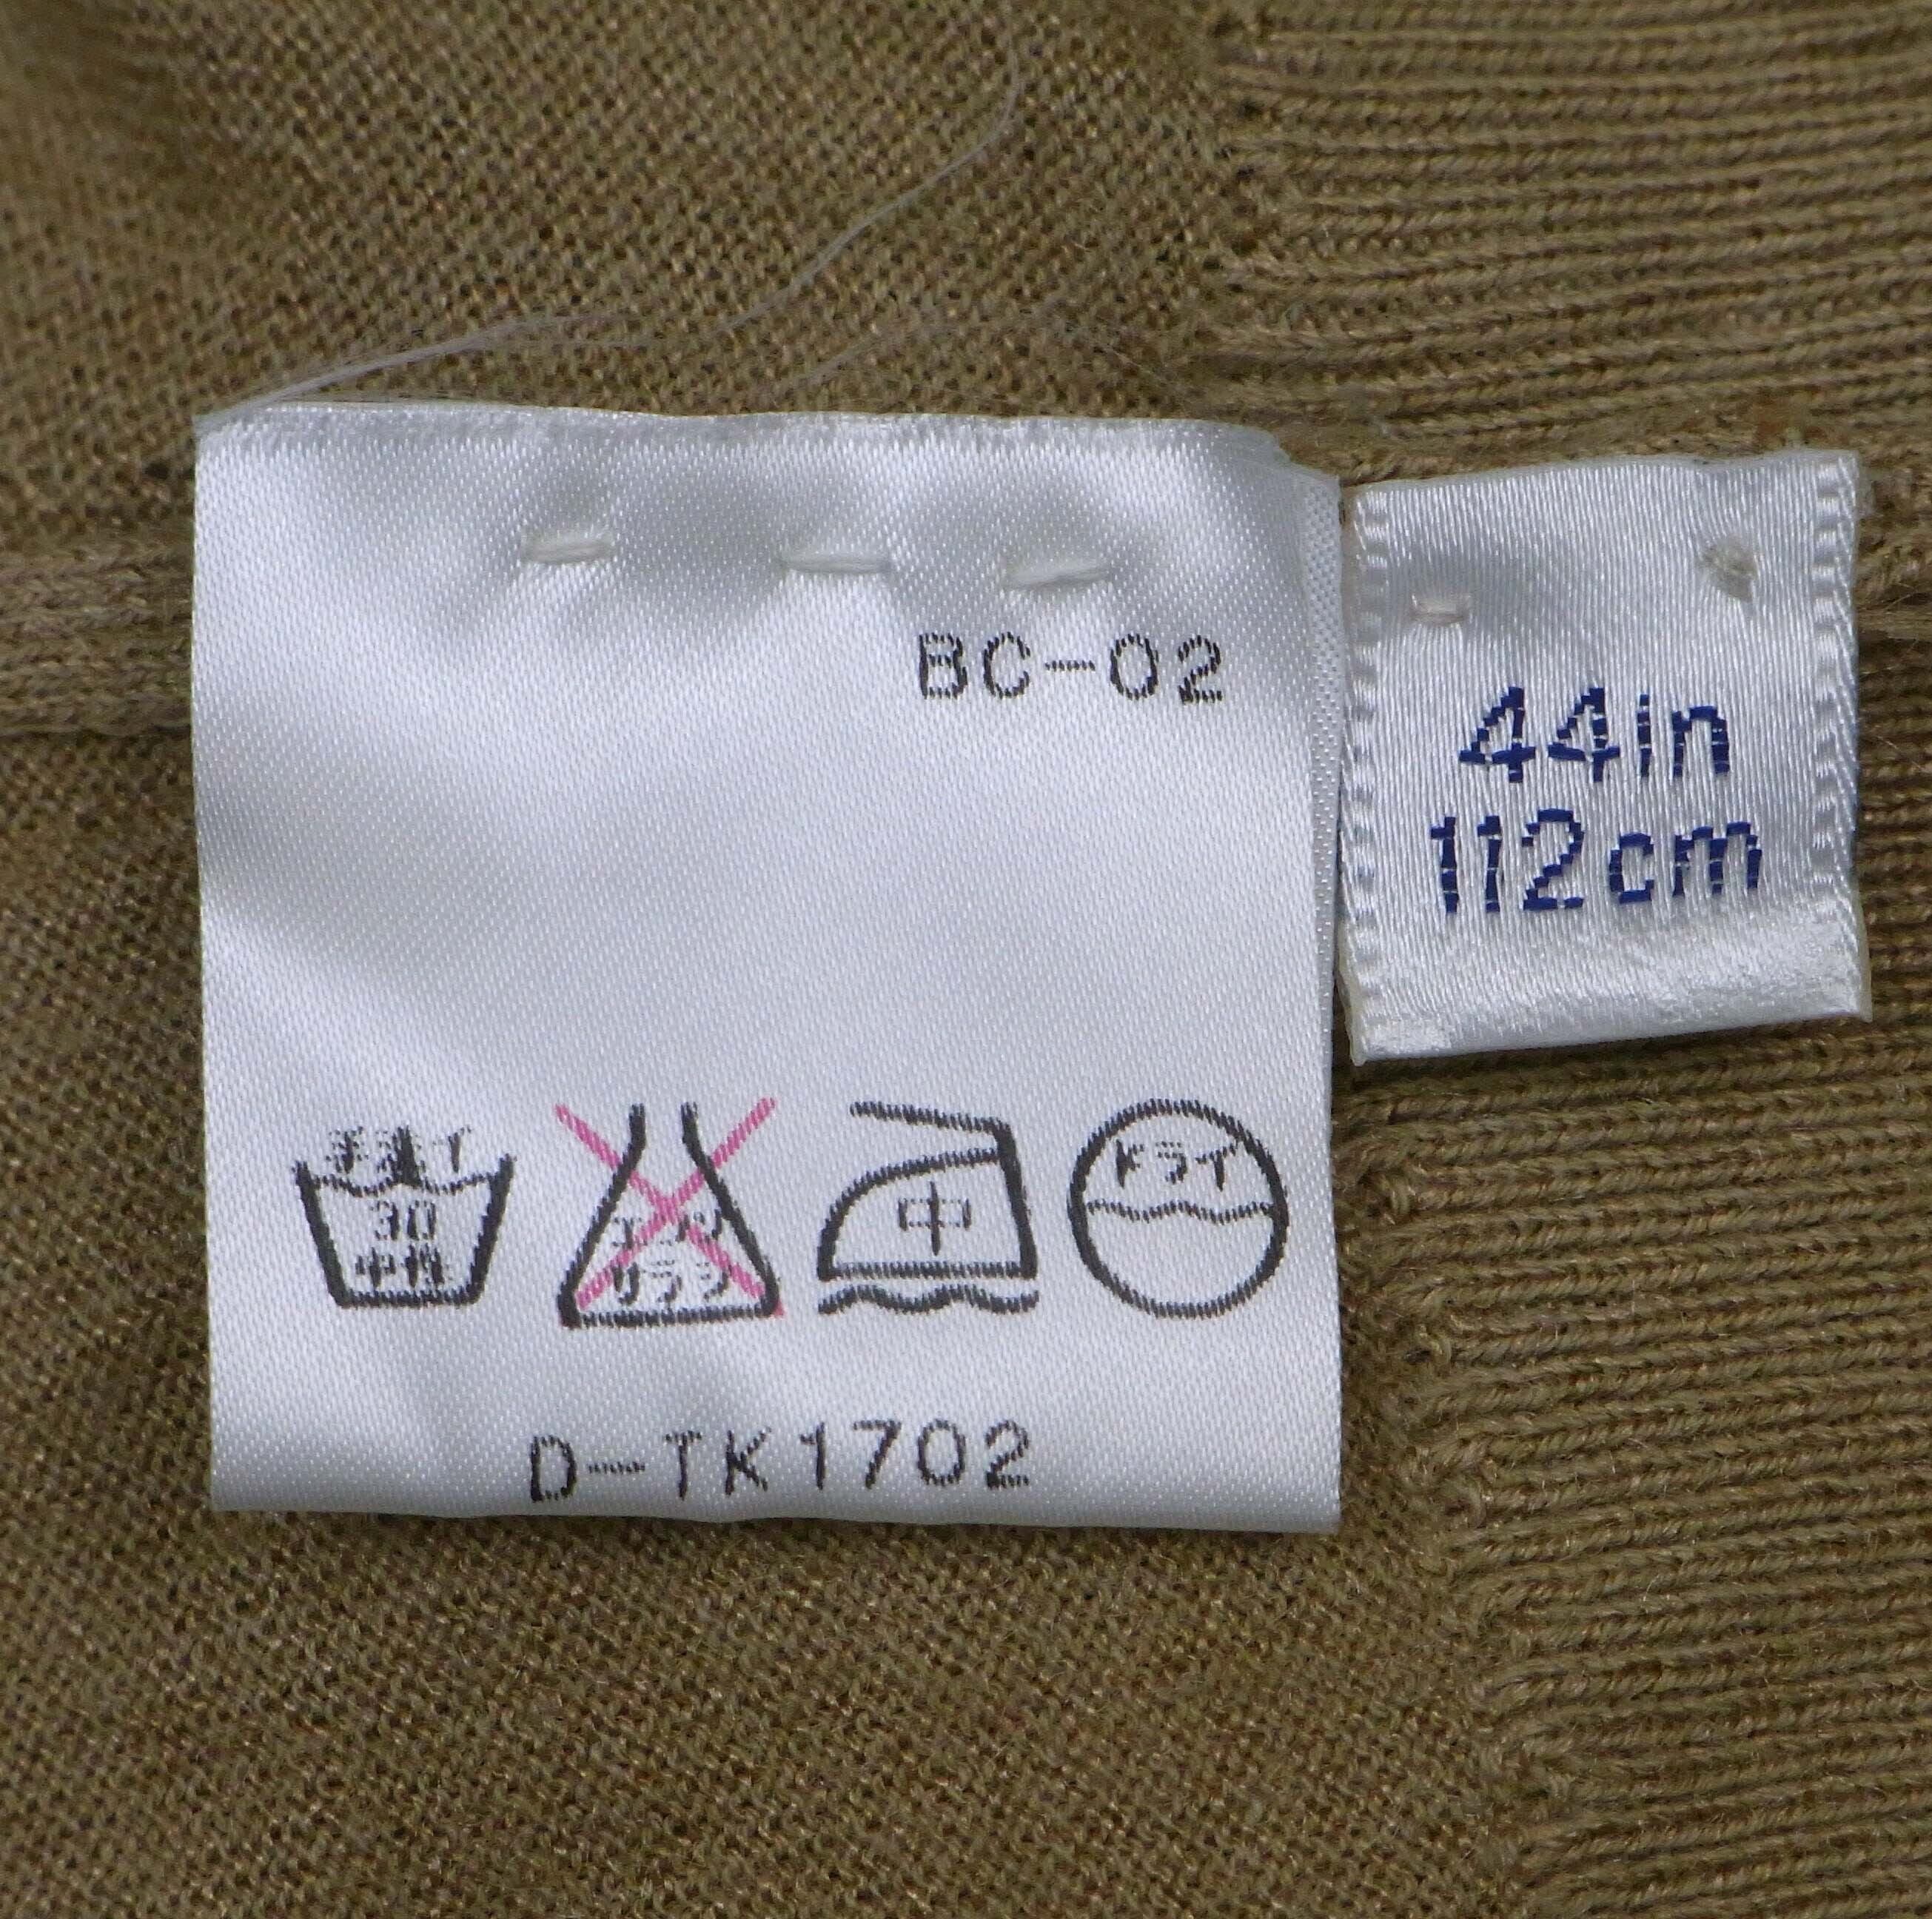 BC-02
44in
112cm
手洗イ
30
中性
エンソ
サラシ
中
ドライ
D-TK1702